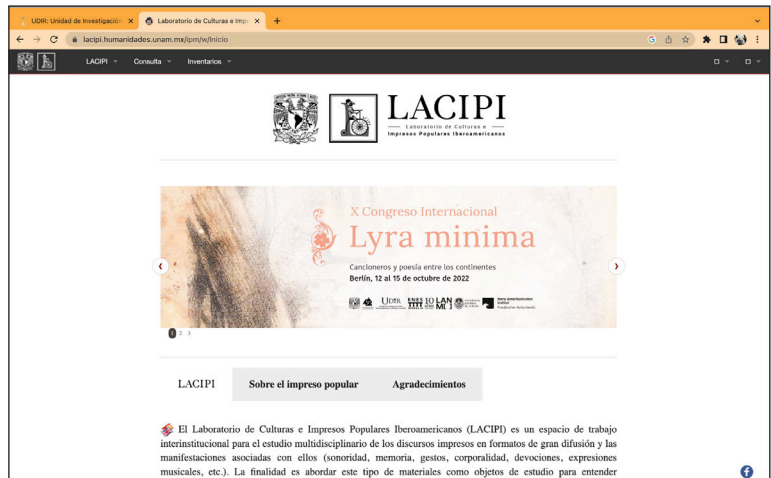 UDIR: Unidad de Investigación
Laboratorio de Culturas e Impr
lacipi.humanidades.unam.mx/ipm/w/Inicio
LACIPI Consulta Inventarios
LACIPI
Laboratorio de Culturas e
Impresos Populares Iberoamericanos
X Congreso Internacional
Lyra minima
Cancioneros y poesía entre los continentes
Berlín, 12 al 15 de octubre de 2022
UDIR ENES 10 LAN
1 2 3
LACIPI Sobre el impreso popular Agradecimientos
El Laboratorio de Culturas e Impresos Populares Iberoamericanos (LACIPI) es un espacio de trabajo
interinstitucional para el estudio multidisciplinario de los discursos impresos en formatos de gran difusión y las
manifestaciones asociadas con ellos (sonoridad, memoria, gestos, corporalidad, devociones, expresiones
musicales, etc.). La finalidad es abordar este tipo de materiales como objetos de estudio para entender